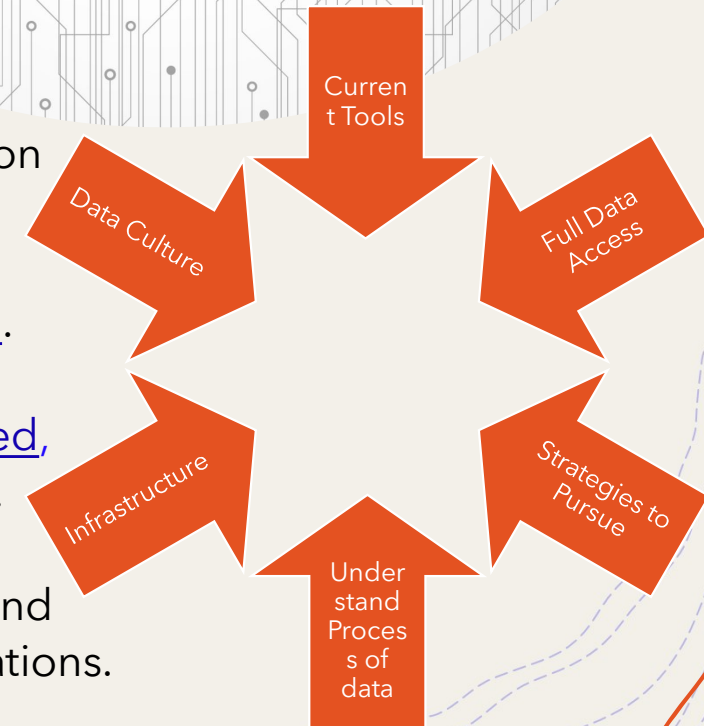 on
.
ed,
nd
ations.
Curren
t Tools
Full Data
Access
Strategies to
Pursue
Under
stand
Proces
s of
data
Infrastructure
Data Culture